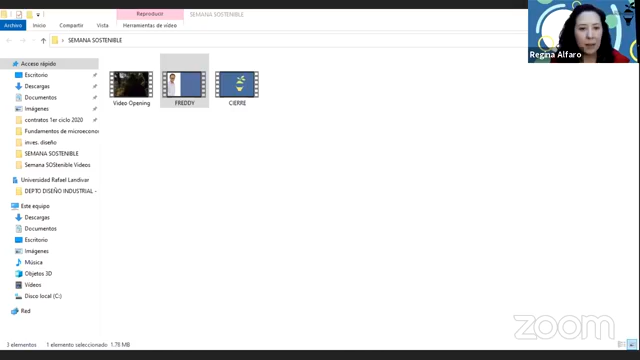 Reproducir
SEMANA SOSTENIBLE
Archivo
Inicio
Compartir
Vista
Herramientas de vídeo
SEMANA SOSTENIBLE
Regina Alfaro
Acceso rápido
Escritorio
Descargas
Documentos
Imágenes
contratos 1er ciclo 2020
Fundamentos de microeconor
inves. diseño
SEMANA SOSTENIBLE
Semana SOStenible Videos
Universidad Rafael Landívar
DEPTO DISEÑO INDUSTRIAL -
Este equipo
Descargas
Documentos
Escritorio
Imágenes
Música
Objetos 3D
Vídeos
Disco local (C:)
Red
Video Opening
FREDDY
CIERRE
3 elementos
1 elemento seleccionado
1.78 MB
zoom